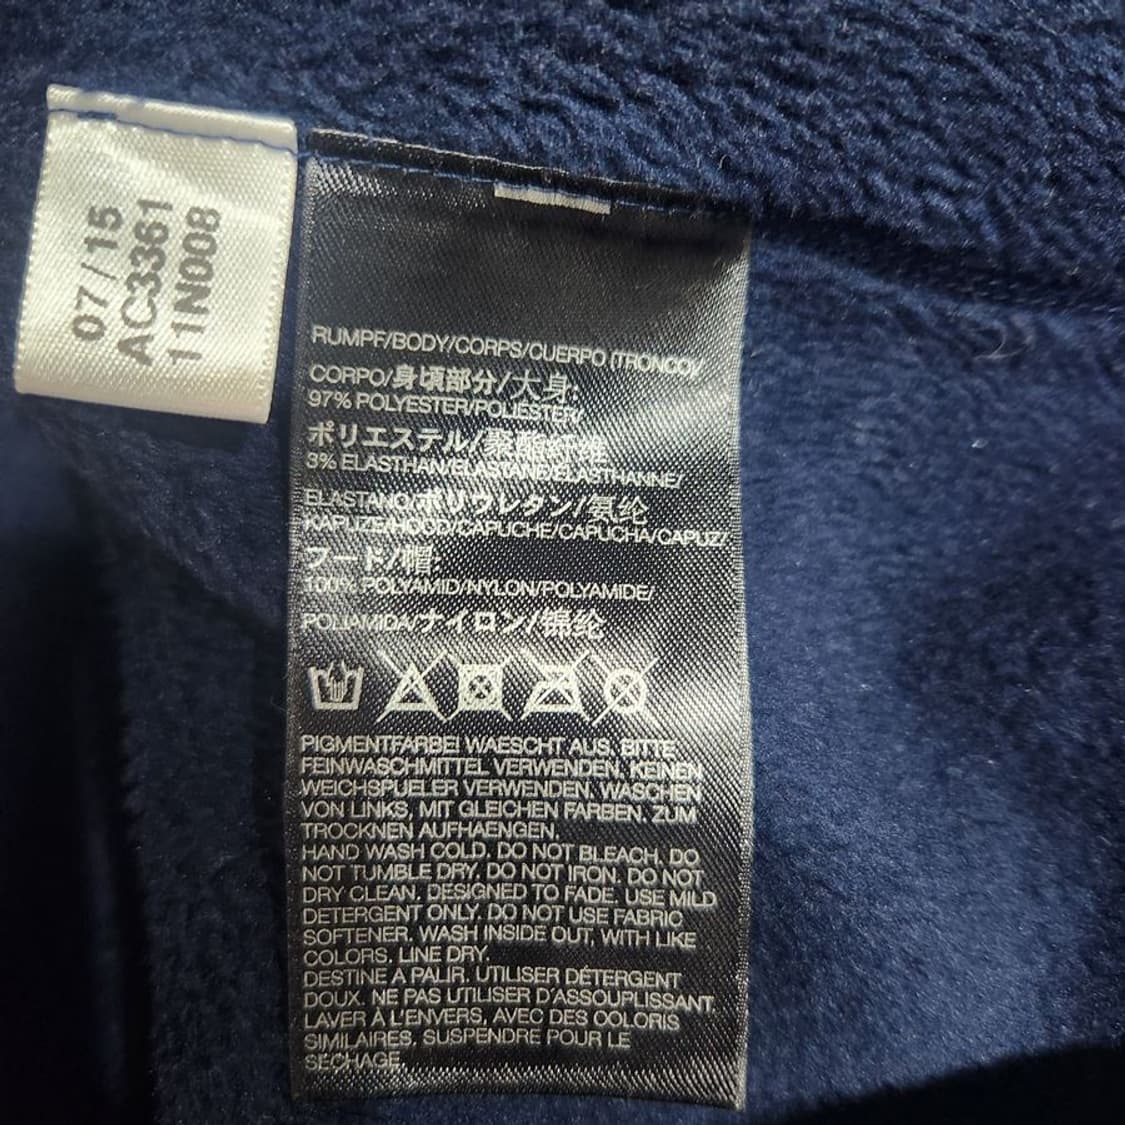 07/15
AC3361
11N008
RUMPF/BODY/CORPS/CUERPO (TRONCO)/
CORPO/身頃部分/大身:
97% POLYESTER/POLIESTER/
ポリエステル/聚酯纤维
3% ELASTHAN/ELASTANE/ELASTHANNE/
ELASTANO/ポリウレタン/氨纶
KAPUZE/HOOD/CAPUCHE/CAPUCHA/CAPUZ/
フード/帽:
100% POLYAMID/NYLON/POLYAMIDE/
POLIAMIDA/ナイロン/锦纶
PIGMENTFARBE! WAESCHT AUS. BITTE
FEINWASCHMITTEL VERWENDEN. KEINEN
WEICHSPUELER VERWENDEN. WASCHEN
VON LINKS, MIT GLEICHEN FARBEN. ZUM
TROCKNEN AUFHAENGEN.
HAND WASH COLD. DO NOT BLEACH. DO
NOT TUMBLE DRY. DO NOT IRON. DO NOT
DRY CLEAN. DESIGNED TO FADE. USE MILD
DETERGENT ONLY. DO NOT USE FABRIC
SOFTENER. WASH INSIDE OUT, WITH LIKE
COLORS. LINE DRY.
DESTINE A PALIR. UTILISER DÉTERGENT
DOUX. NE PAS UTILISER D'ASSOUPLISSANT.
LAVER À L'ENVERS, AVEC DES COLORIS
SIMILAIRES. SUSPENDRE POUR LE
SECHAGE.